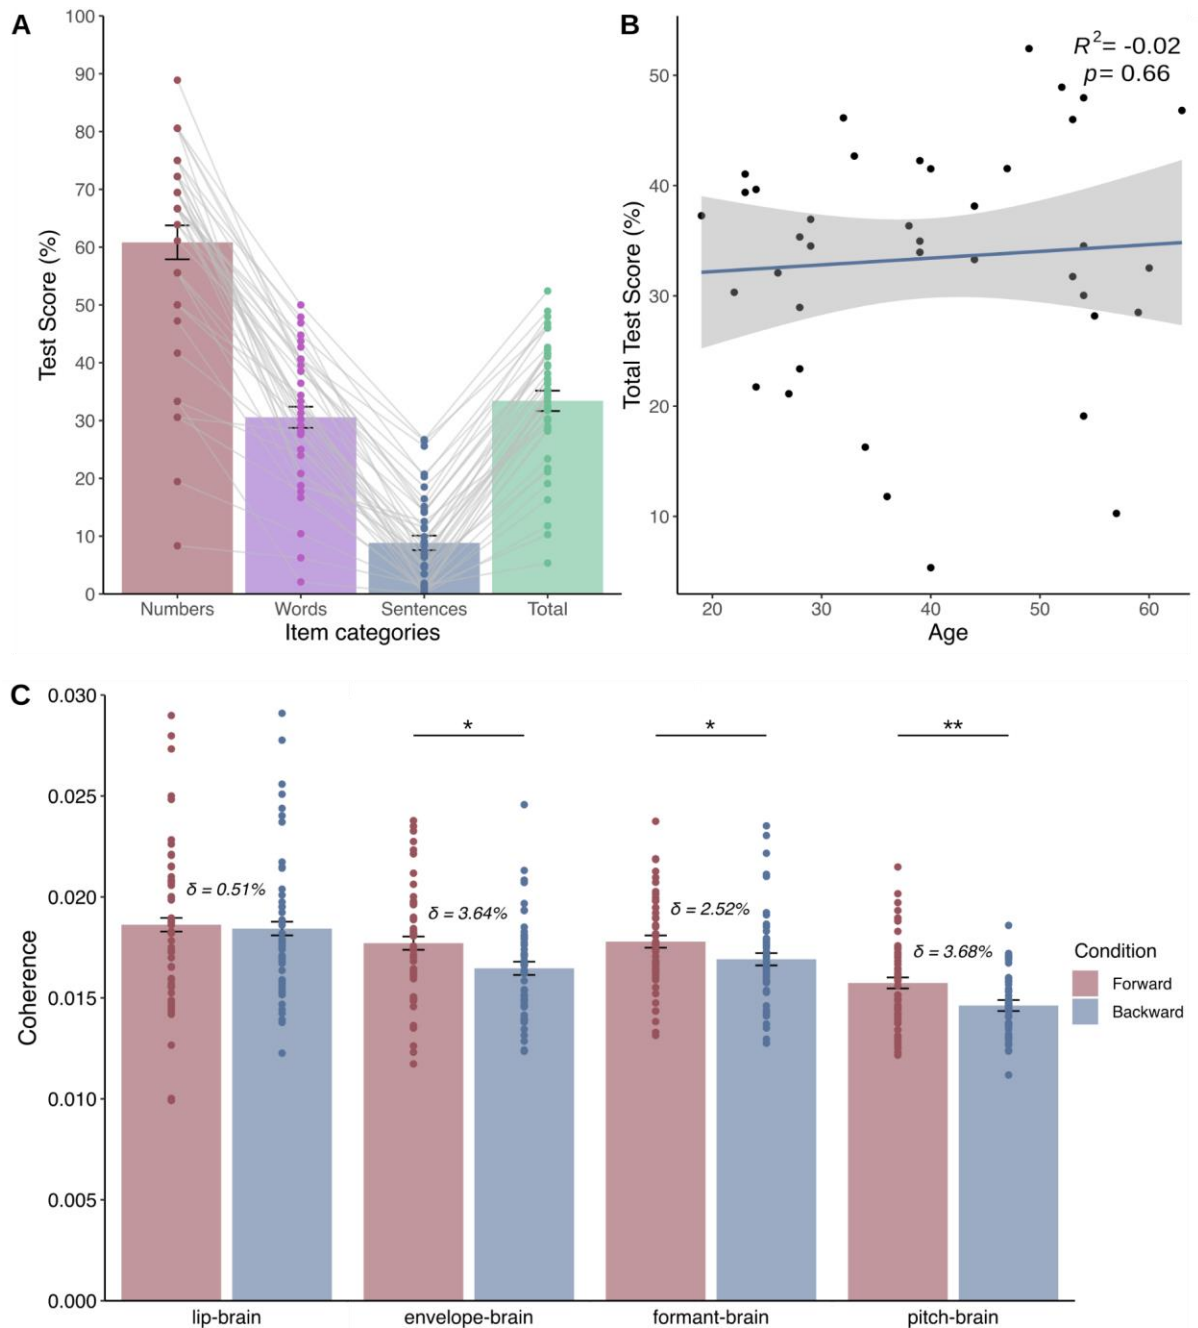 A
100
90
80
70
60
50
40
30
20
10
0
Test Score (%)
Numbers Words Sentences Total
Item categories
B
R²= -0.02
p= 0.66
50
40
30
20
10
Total Test Score (%)
20 30 40 50 60
Age
C
0.030
0.025
0.020
0.015
0.010
0.005
0.000
Coherence
* * **
δ = 0.51%
δ = 3.64%
δ = 2.52%
δ = 3.68%
Condition
Forward
Backward
lip-brain envelope-brain formant-brain pitch-brain